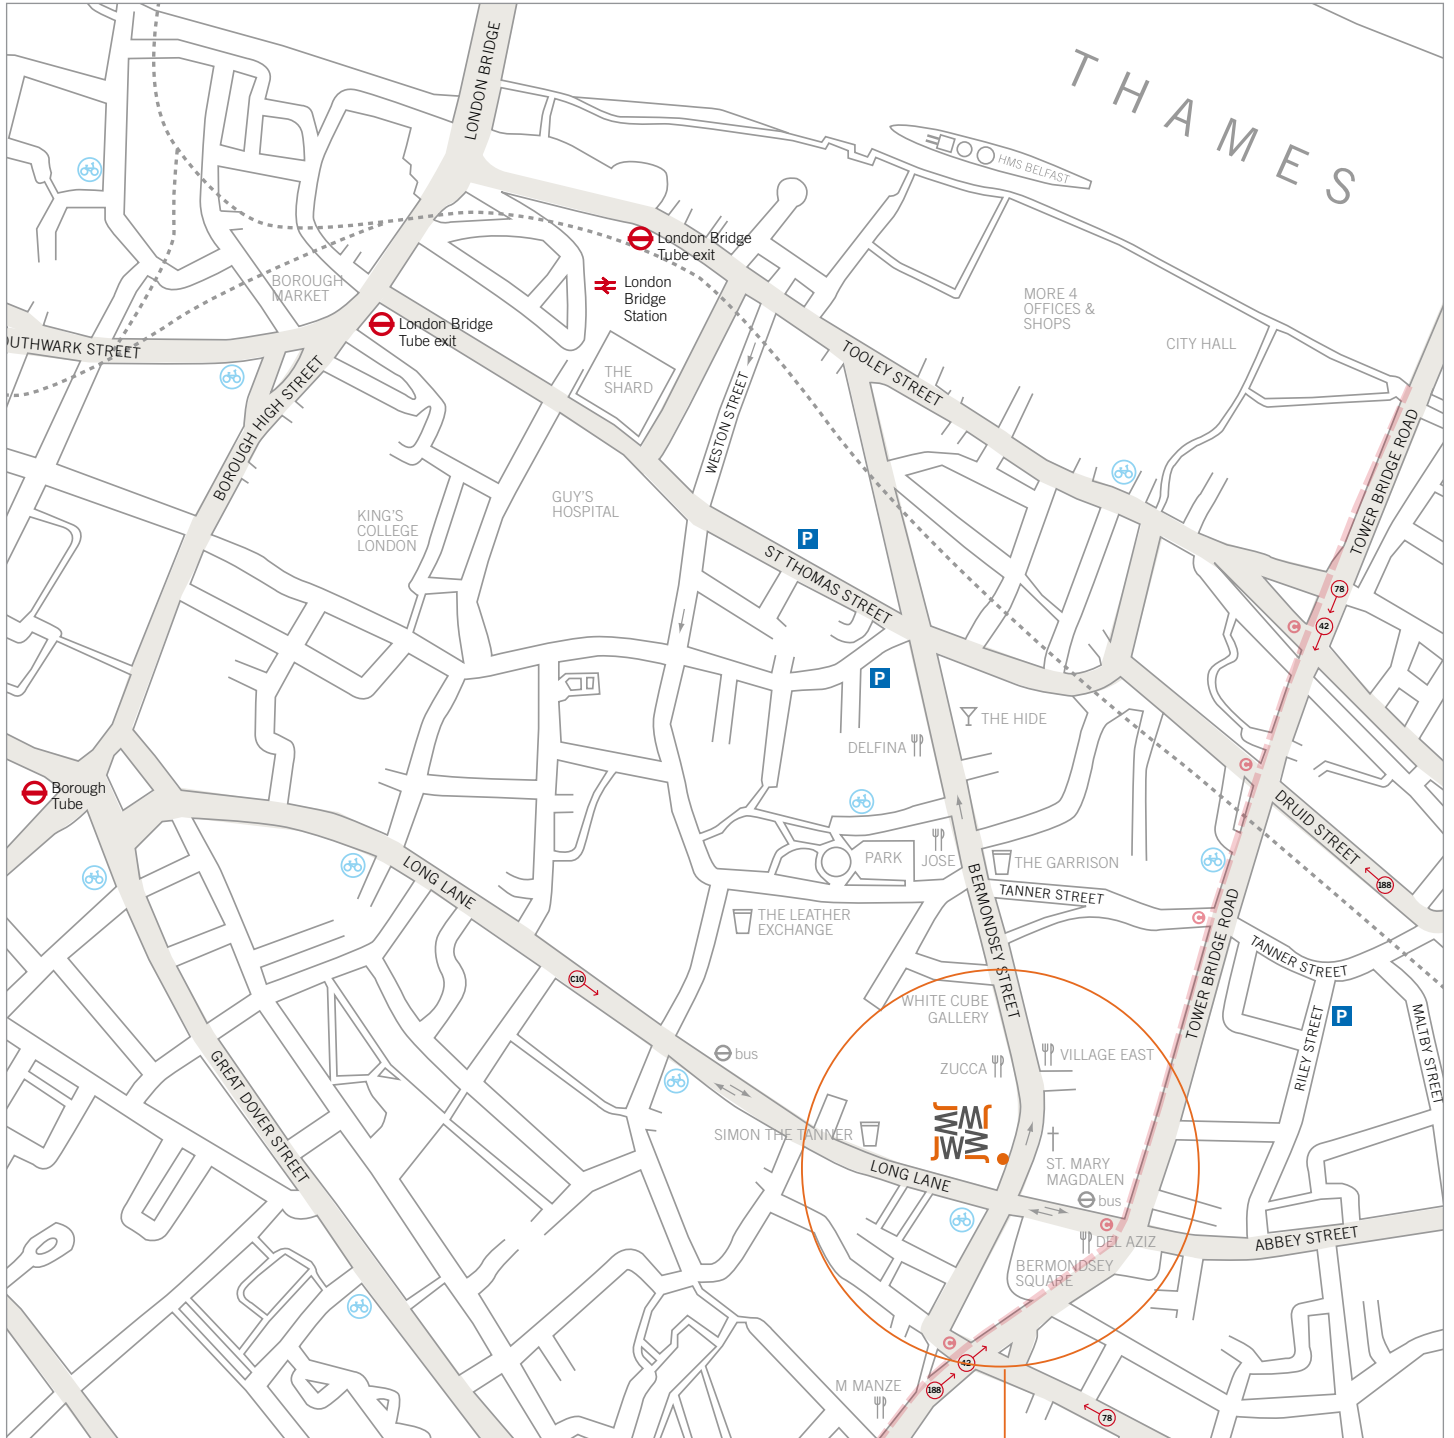 THAMES
LONDON BRIDGE
HMS BELFAST
London Bridge
Tube exit
London
Bridge
Station
BOROUGH
MARKET
MORE 4
OFFICES &
SHOPS
CITY HALL
London Bridge
Tube exit
OUTHWARK STREET
THE
SHARD
TOOLEY STREET
WESTON STREET
BOROUGH HIGH STREET
TOWER BRIDGE ROAD
GUY'S
HOSPITAL
KING'S
COLLEGE
LONDON
P
ST THOMAS STREET
78
C
42
P
THE HIDE
DELFINA
C
Borough
Tube
DRUID STREET
PARK
JOSE
THE GARRISON
LONG LANE
188
TANNER STREET
BERMONDSEY STREET
THE LEATHER
EXCHANGE
C
TOWER BRIDGE ROAD
TANNER STREET
C10
WHITE CUBE
GALLERY
P
MALTBY STREET
RILEY STREET
bus
ZUCCA
VILLAGE EAST
GREAT DOVER STREET
JWMJ
W W
JWWJ
SIMON THE TANNER
LONG LANE
ST. MARY
MAGDALEN
bus
C
DEL AZIZ
ABBEY STREET
BERMONDSEY
SQUARE
C
42
188
M MANZE
78